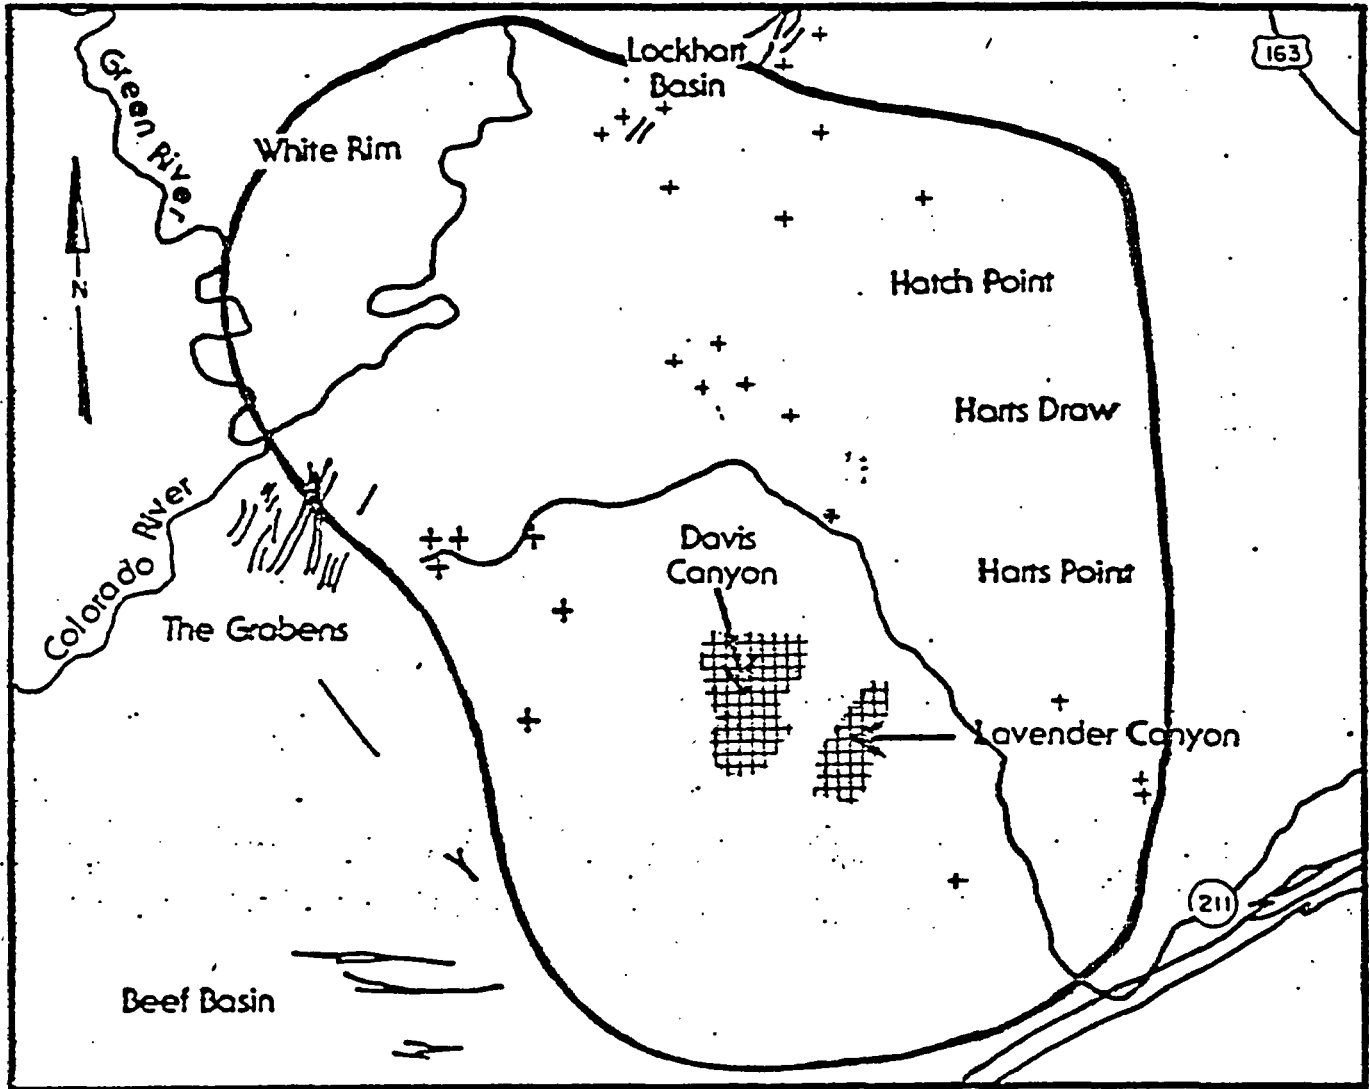 Lockhart
Basin
163
Green River
White Rim
N
Hatch Point
Harts Draw
Colorado River
Davis
Canyon
Harts Point
The Grabens
Lavender Canyon
211
Beef Basin